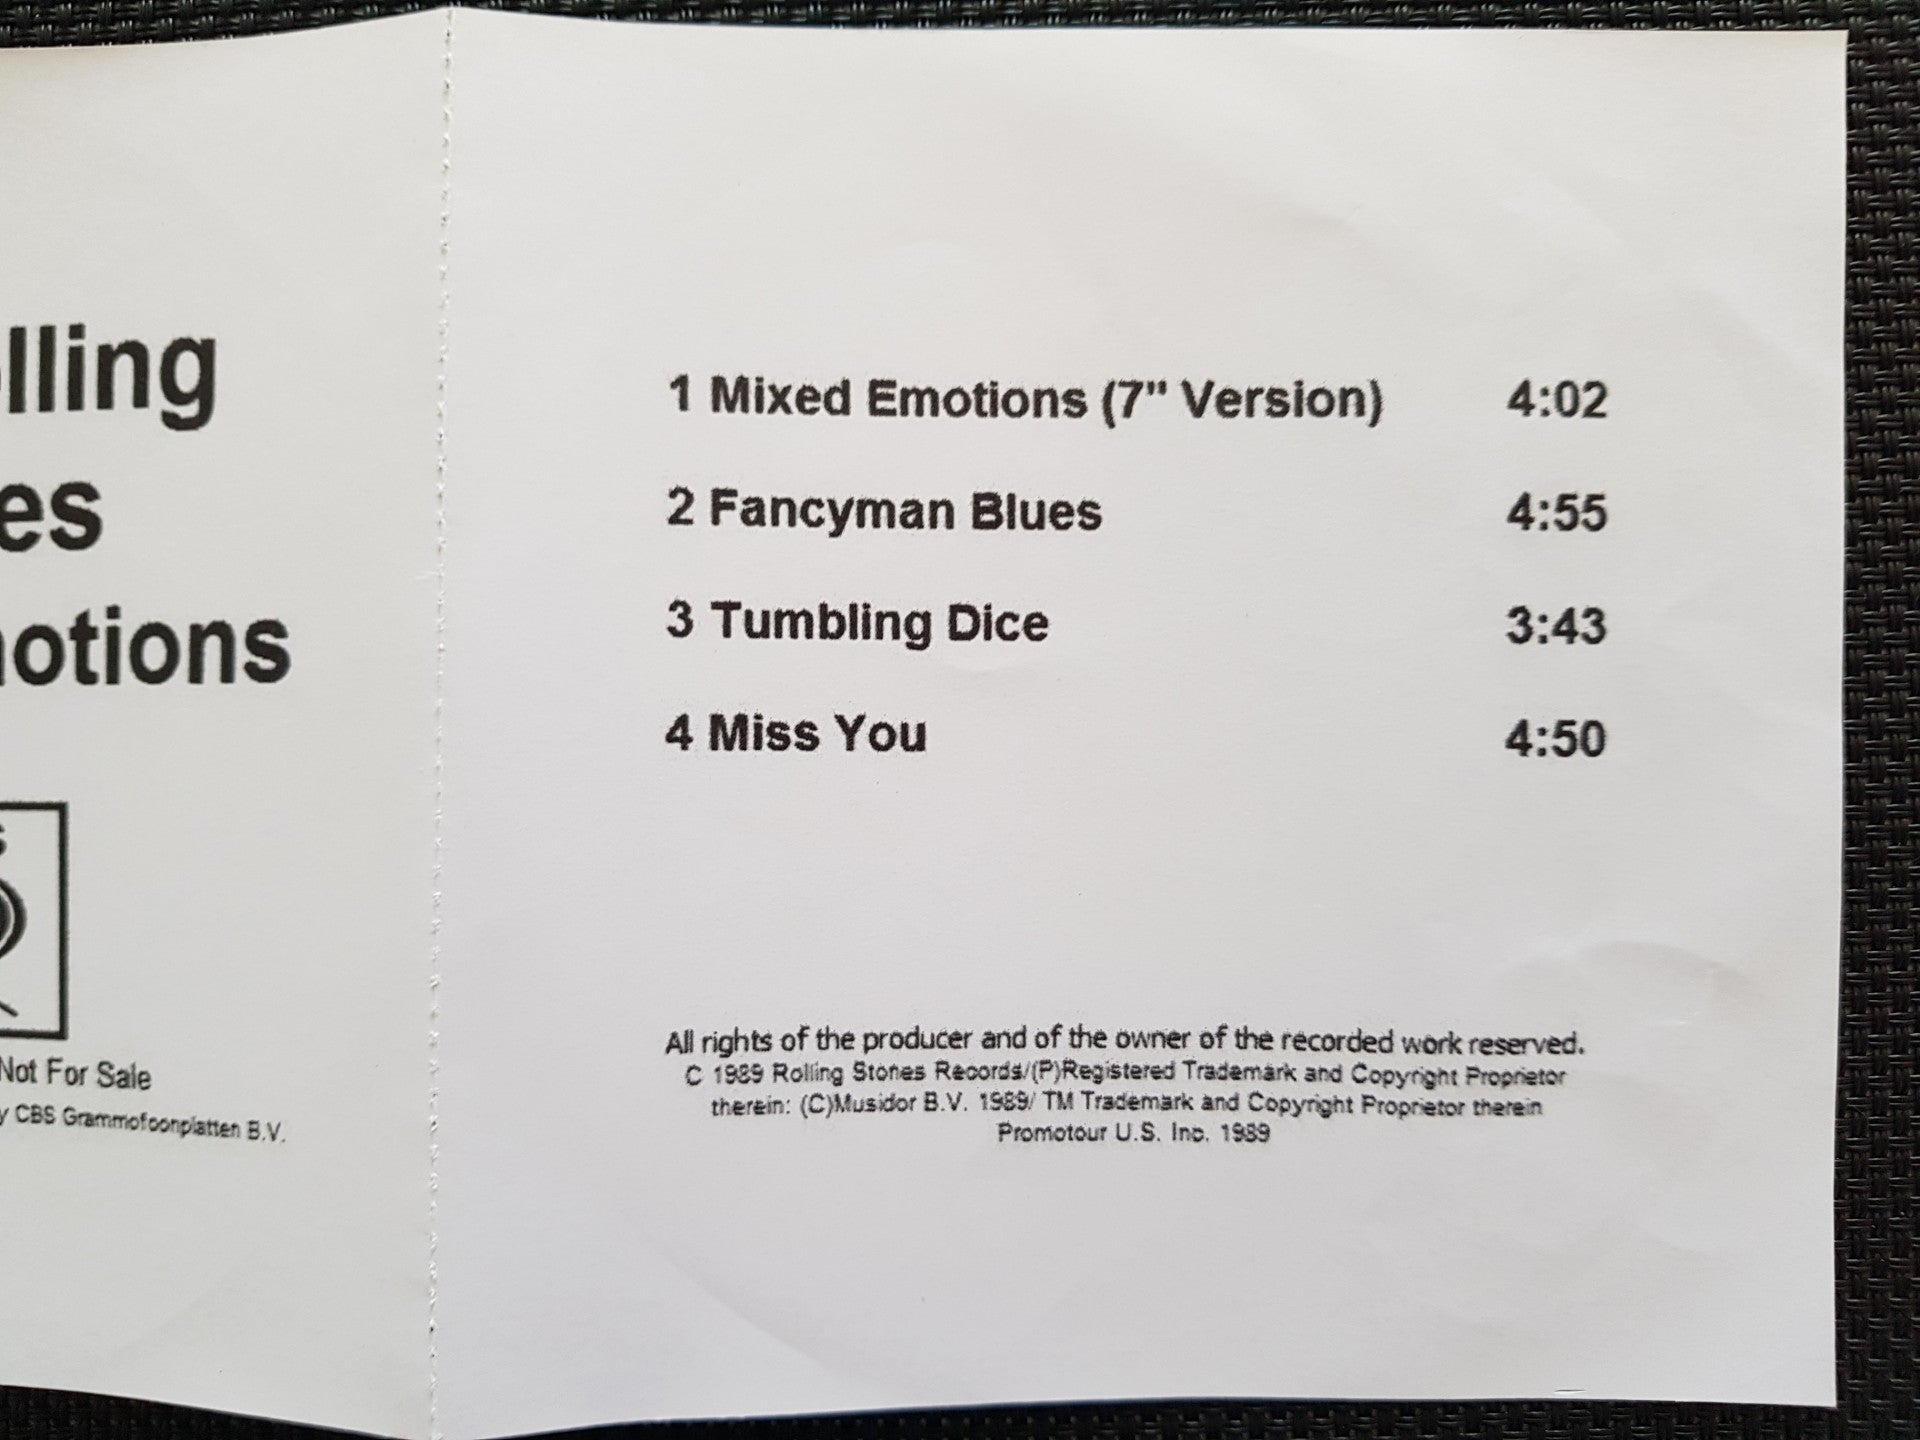 lling
es
otions
S
Not For Sale
y CBS Grammofoonplatten B.V.
1 Mixed Emotions (7" Version) 4:02
2 Fancyman Blues 4:55
3 Tumbling Dice 3:43
4 Miss You 4:50
All rights of the producer and of the owner of the recorded work reserved.
C 1989 Rolling Stones Records/(P)Registered Trademark and Copyright Proprietor
therein: (C)Musidor B.V. 1989/ TM Trademark and Copyright Proprietor therein
Promotour U.S. Inc. 1989